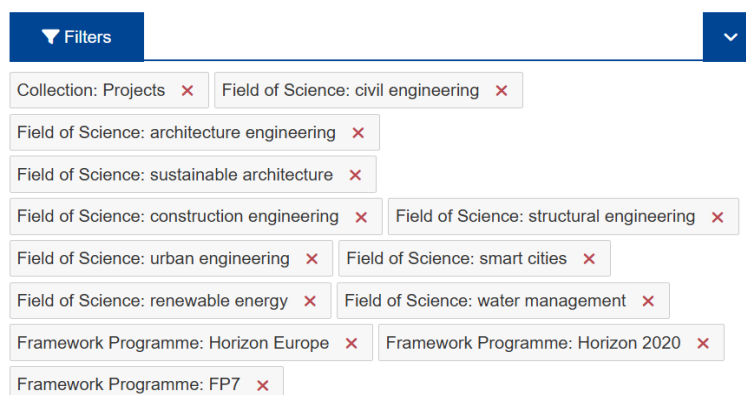 Filters
Collection: Projects × Field of Science: civil engineering ×
Field of Science: architecture engineering ×
Field of Science: sustainable architecture ×
Field of Science: construction engineering × Field of Science: structural engineering ×
Field of Science: urban engineering × Field of Science: smart cities ×
Field of Science: renewable energy × Field of Science: water management ×
Framework Programme: Horizon Europe × Framework Programme: Horizon 2020 ×
Framework Programme: FP7 ×